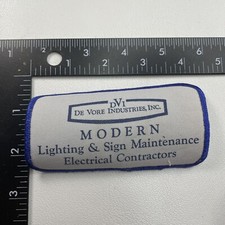 DVI
DE VORE INDUSTRIES, INC.
MODERN
Lighting & Sign Maintenance
Electrical Contractors